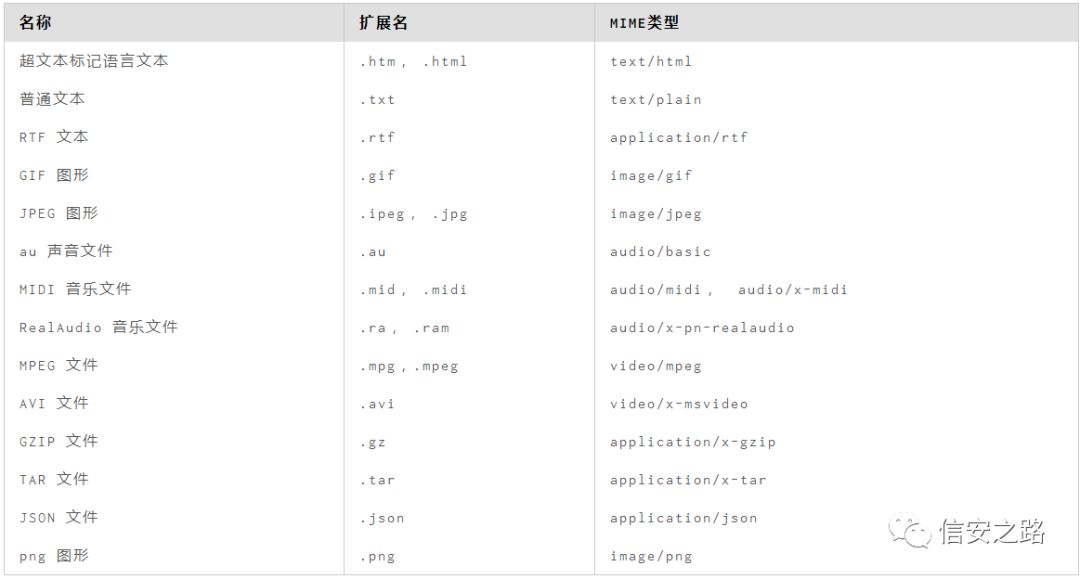 名称 扩展名 MIME类型
超文本标记语言文本 .htm， .html text/html
普通文本 .txt text/plain
RTF 文本 .rtf application/rtf
GIF 图形 .gif image/gif
JPEG 图形 .ipeg， .jpg image/jpeg
au 声音文件 .au audio/basic
MIDI 音乐文件 .mid， .midi audio/midi， audio/x-midi
RealAudio 音乐文件 .ra， .ram audio/x-pn-realaudio
MPEG 文件 .mpg，.mpeg video/mpeg
AVI 文件 .avi video/x-msvideo
GZIP 文件 .gz application/x-gzip
TAR 文件 .tar application/x-tar
JSON 文件 .json application/json
png 图形 .png image/png
信安之路